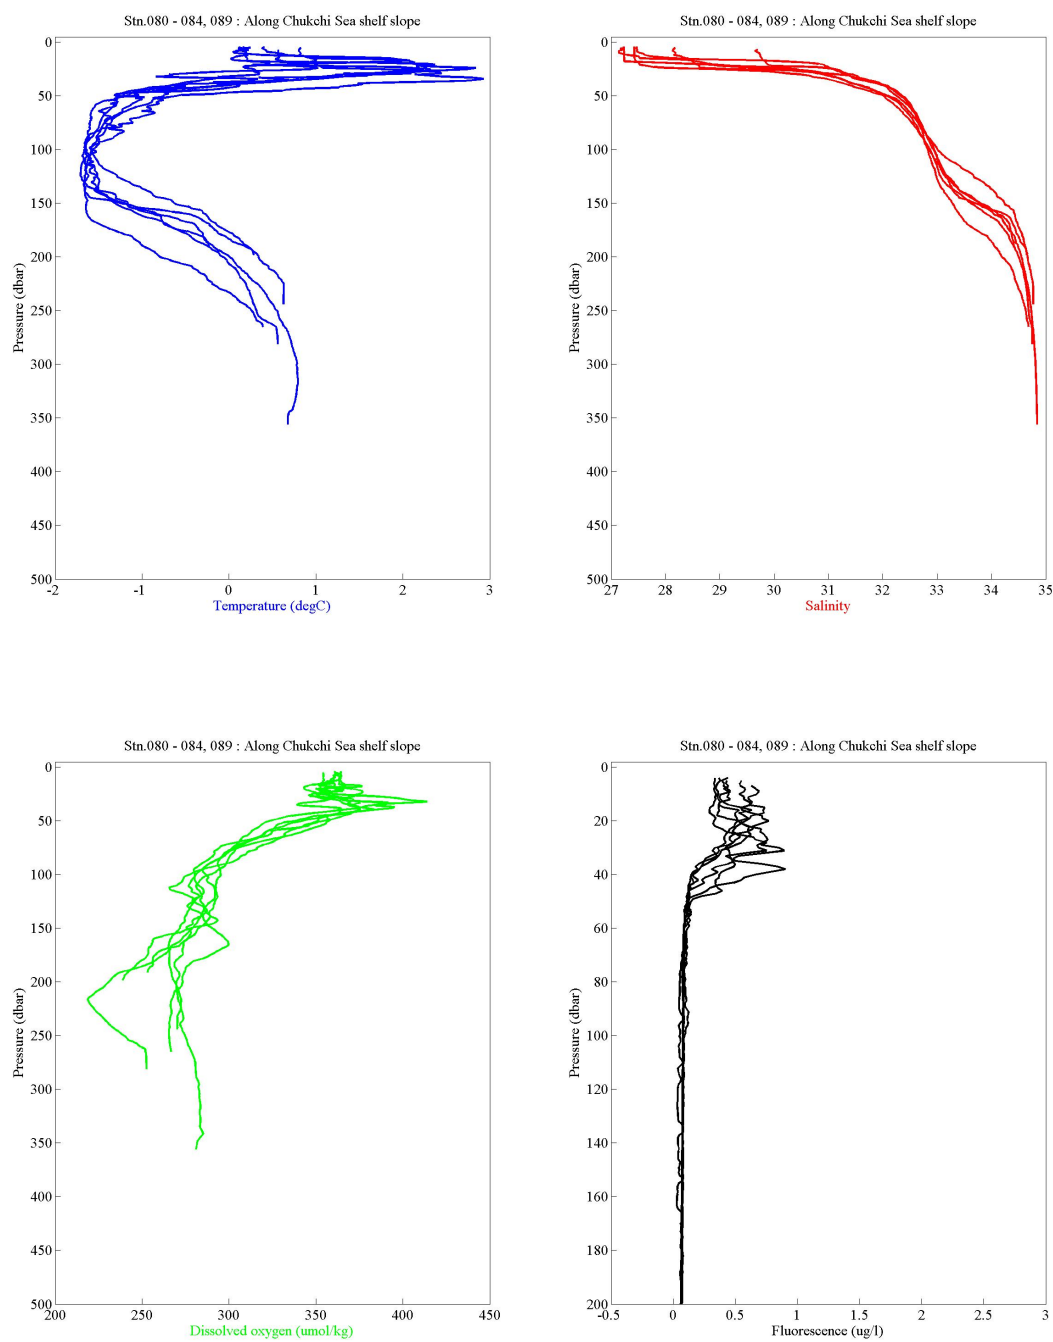 Stn.080 - 084, 089 : Along Chukchi Sea shelf slope
0
50
100
150
200
250
300
350
400
450
500
Pressure (dbar)
-2 -1 0 1 2 3
Temperature (degC)
Stn.080 - 084, 089 : Along Chukchi Sea shelf slope
0
50
100
150
200
250
300
350
400
450
500
Pressure (dbar)
27 28 29 30 31 32 33 34 35
Salinity
Stn.080 - 084, 089 : Along Chukchi Sea shelf slope
0
50
100
150
200
250
300
350
400
450
500
Pressure (dbar)
200 250 300 350 400 450
Dissolved oxygen (umol/kg)
Stn.080 - 084, 089 : Along Chukchi Sea shelf slope
0
20
40
60
80
100
120
140
160
180
200
Pressure (dbar)
-0.5 0 0.5 1 1.5 2 2.5 3
Fluorescence (ug/l)